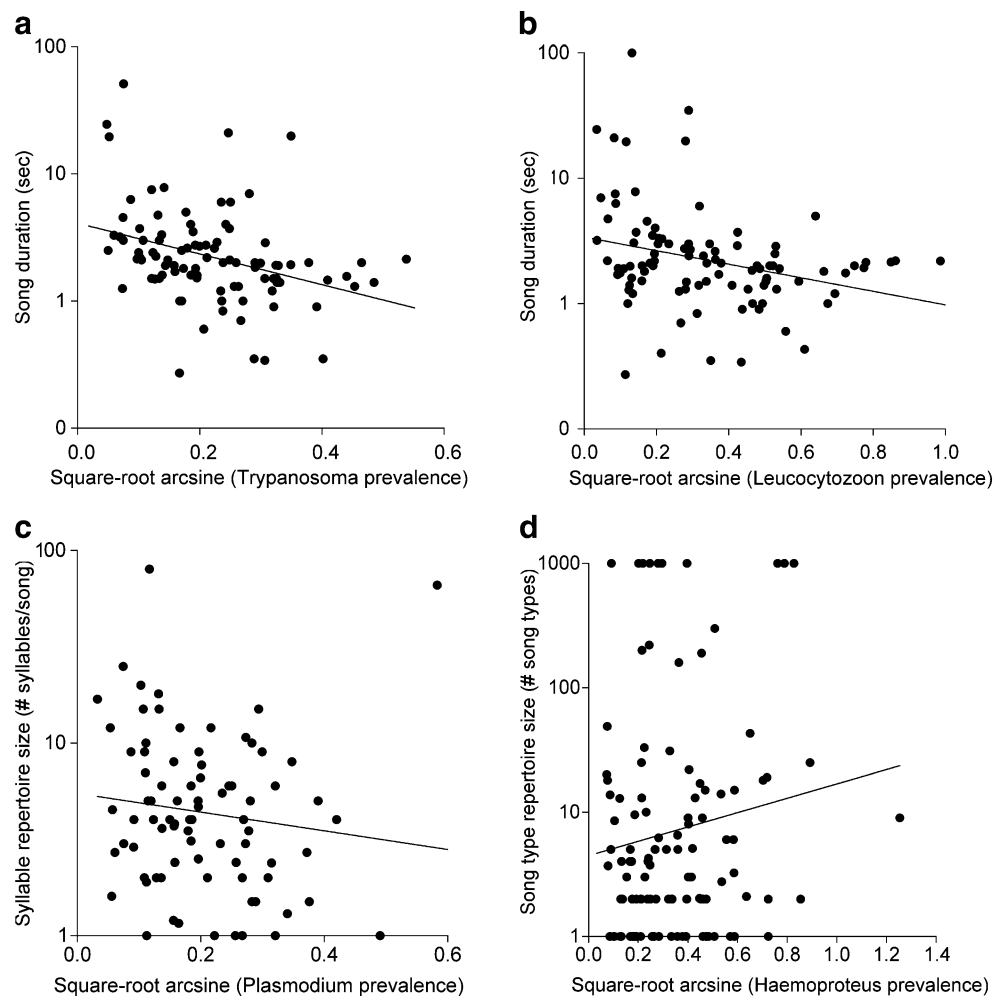 a
100
10
1
0
Song duration (sec)
0.0 0.2 0.4 0.6
Square-root arcsine (Trypanosoma prevalence)
b
100
10
1
0
Song duration (sec)
0.0 0.2 0.4 0.6 0.8 1.0
Square-root arcsine (Leucocytozoon prevalence)
c
100
10
1
Syllable repertoire size (# syllables/song)
0.0 0.2 0.4 0.6
Square-root arcsine (Plasmodium prevalence)
d
1000
100
10
1
Song type repertoire size (# song types)
0.0 0.2 0.4 0.6 0.8 1.0 1.2 1.4
Square-root arcsine (Haemoproteus prevalence)